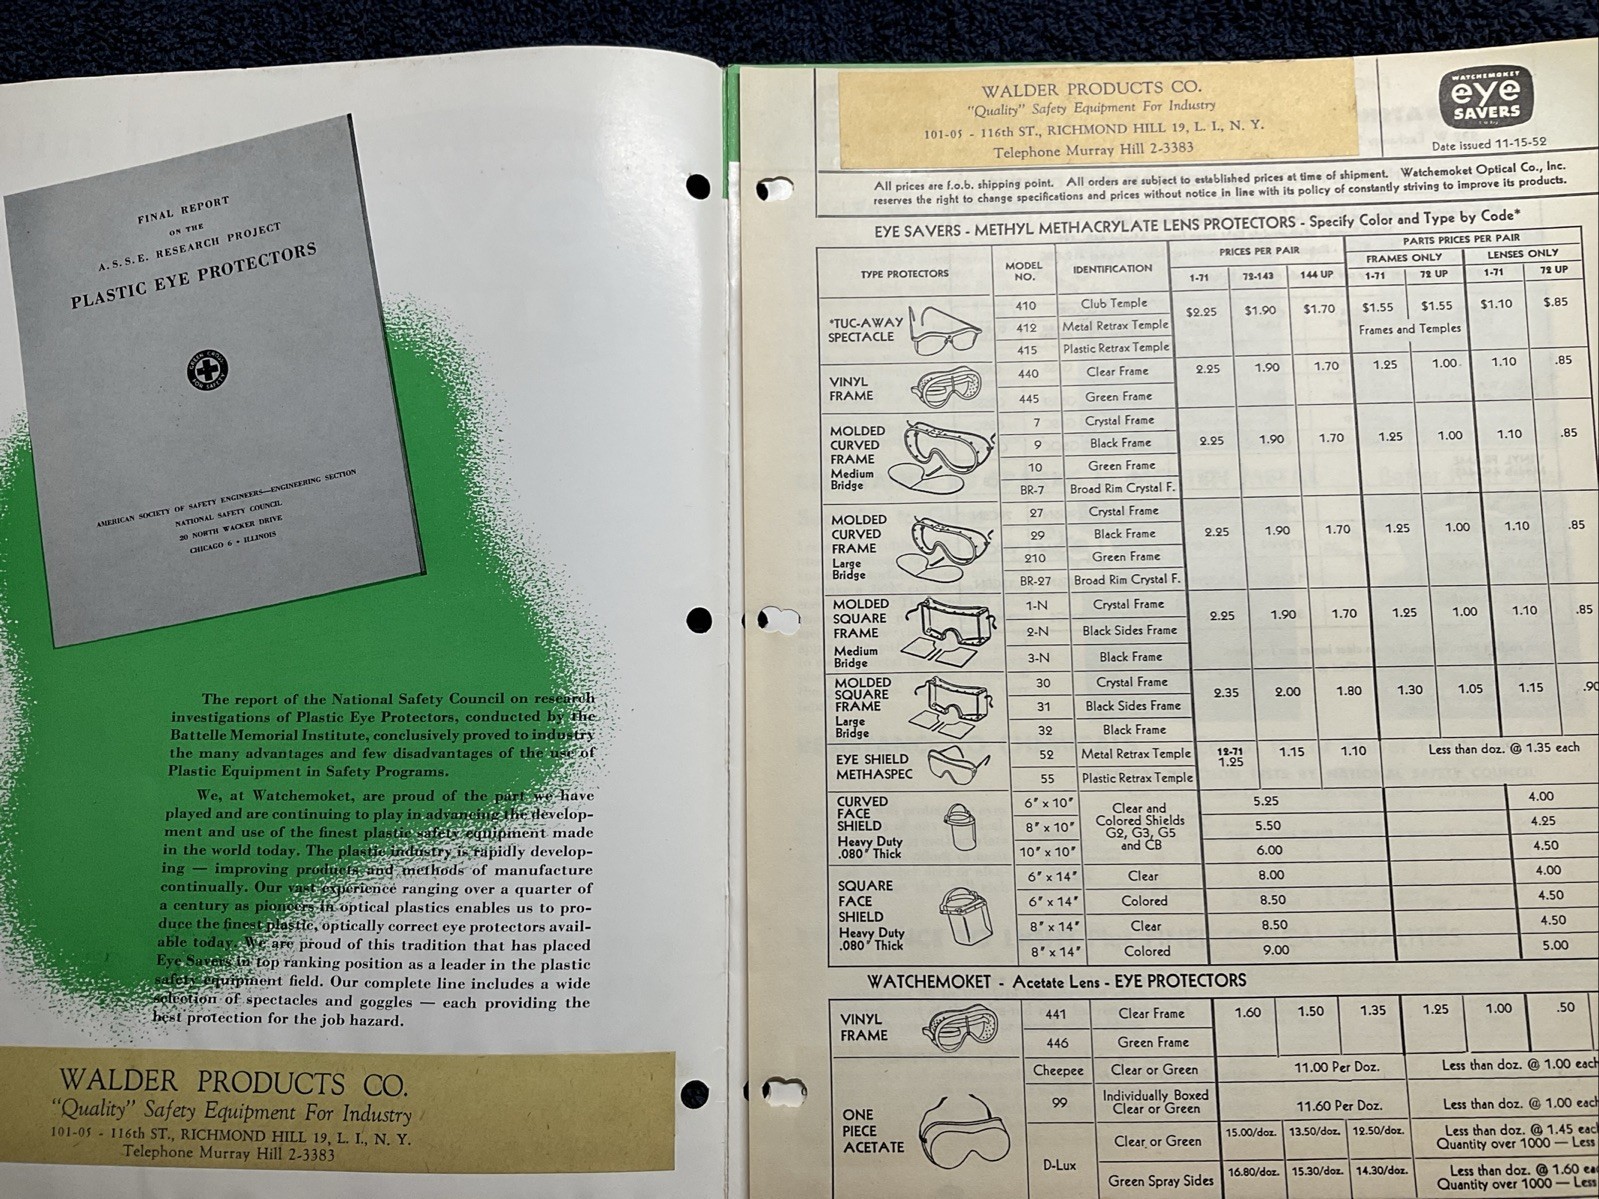 FINAL REPORT
ON THE
A.S.S.E. RESEARCH PROJECT
PLASTIC EYE PROTECTORS
GREEN CROSS
FOR SAFETY
AMERICAN SOCIETY OF SAFETY ENGINEERS—ENGINEERING SECTION
NATIONAL SAFETY COUNCIL
20 NORTH WACKER DRIVE
CHICAGO 6 • ILLINOIS
The report of the National Safety Council on research
investigations of Plastic Eye Protectors, conducted by the
Battelle Memorial Institute, conclusively proved to industry
the many advantages and few disadvantages of the use of
Plastic Equipment in Safety Programs.
We, at Watchemoket, are proud of the part we have
played and are continuing to play in advancing the develop-
ment and use of the finest plastic safety equipment made
in the world today. The plastic industry is rapidly develop-
ing — improving products and methods of manufacture
continually. Our vast experience ranging over a quarter of
a century as pioneers in optical plastics enables us to pro-
duce the finest plastic, optically correct eye protectors avail-
able today. We are proud of this tradition that has placed
Eye Savers in top ranking position as a leader in the plastic
safety equipment field. Our complete line includes a wide
selection of spectacles and goggles — each providing the
best protection for the job hazard.
WALDER PRODUCTS CO.
"Quality" Safety Equipment For Industry
101-05 - 116th ST., RICHMOND HILL 19, L. I., N. Y.
Telephone Murray Hill 2-3383
WALDER PRODUCTS CO.
"Quality" Safety Equipment For Industry
101-05 - 116th ST., RICHMOND HILL 19, L. I., N. Y.
Telephone Murray Hill 2-3383
WATCHEMOKET
eye
SAVERS
Date issued 11-15-52
All prices are f.o.b. shipping point. All orders are subject to established prices at time of shipment. Watchemoket Optical Co., Inc.
reserves the right to change specifications and prices without notice in line with its policy of constantly striving to improve its products.
EYE SAVERS - METHYL METHACRYLATE LENS PROTECTORS - Specify Color and Type by Code*
TYPE PROTECTORS MODEL NO. IDENTIFICATION PRICES PER PAIR PARTS PRICES PER PAIR
FRAMES ONLY LENSES ONLY
1-71 72-143 144 UP 1-71 72 UP 1-71 72 UP
*TUC-AWAY SPECTACLE 410 Club Temple $2.25 $1.90 $1.70 $1.55 $1.55 $1.10 $.85
412 Metal Retrax Temple Frames and Temples
415 Plastic Retrax Temple
VINYL FRAME 440 Clear Frame 2.25 1.90 1.70 1.25 1.00 1.10 .85
445 Green Frame
MOLDED CURVED FRAME Medium Bridge 7 Crystal Frame
9 Black Frame 2.25 1.90 1.70 1.25 1.00 1.10 .85
10 Green Frame
BR-7 Broad Rim Crystal F.
MOLDED CURVED FRAME Large Bridge 27 Crystal Frame
29 Black Frame 2.25 1.90 1.70 1.25 1.00 1.10 .85
210 Green Frame
BR-27 Broad Rim Crystal F.
MOLDED SQUARE FRAME Medium Bridge 1-N Crystal Frame 2.25 1.90 1.70 1.25 1.00 1.10 .85
2-N Black Sides Frame
3-N Black Frame
MOLDED SQUARE FRAME Large Bridge 30 Crystal Frame 2.35 2.00 1.80 1.30 1.05 1.15 .90
31 Black Sides Frame
32 Black Frame
EYE SHIELD METHASPEC 52 Metal Retrax Temple 12-71 1.25 1.15 1.10 Less than doz. @ 1.35 each
55 Plastic Retrax Temple
CURVED FACE SHIELD Heavy Duty .080" Thick 6" x 10" Clear and Colored Shields G2, G3, G5 and CB 5.25 4.00
8" x 10" 5.50 4.25
10" x 10" 6.00 4.50
SQUARE FACE SHIELD Heavy Duty .080" Thick 6" x 14" Clear 8.00 4.00
6" x 14" Colored 8.50 4.50
8" x 14" Clear 8.50 4.50
8" x 14" Colored 9.00 5.00
WATCHEMOKET - Acetate Lens - EYE PROTECTORS
VINYL FRAME 441 Clear Frame 1.60 1.50 1.35 1.25 1.00 .50
446 Green Frame
ONE PIECE ACETATE Cheepee Clear or Green 11.00 Per Doz. Less than doz. @ 1.00 each
99 Individually Boxed Clear or Green 11.60 Per Doz. Less than doz. @ 1.00 each
D-Lux Clear or Green 15.00/doz. 13.50/doz. 12.50/doz. Less than doz. @ 1.45 each
Quantity over 1000 — Less
Green Spray Sides 16.80/doz. 15.30/doz. 14.30/doz. Less than doz. @ 1.60 ea
Quantity over 1000 — Less